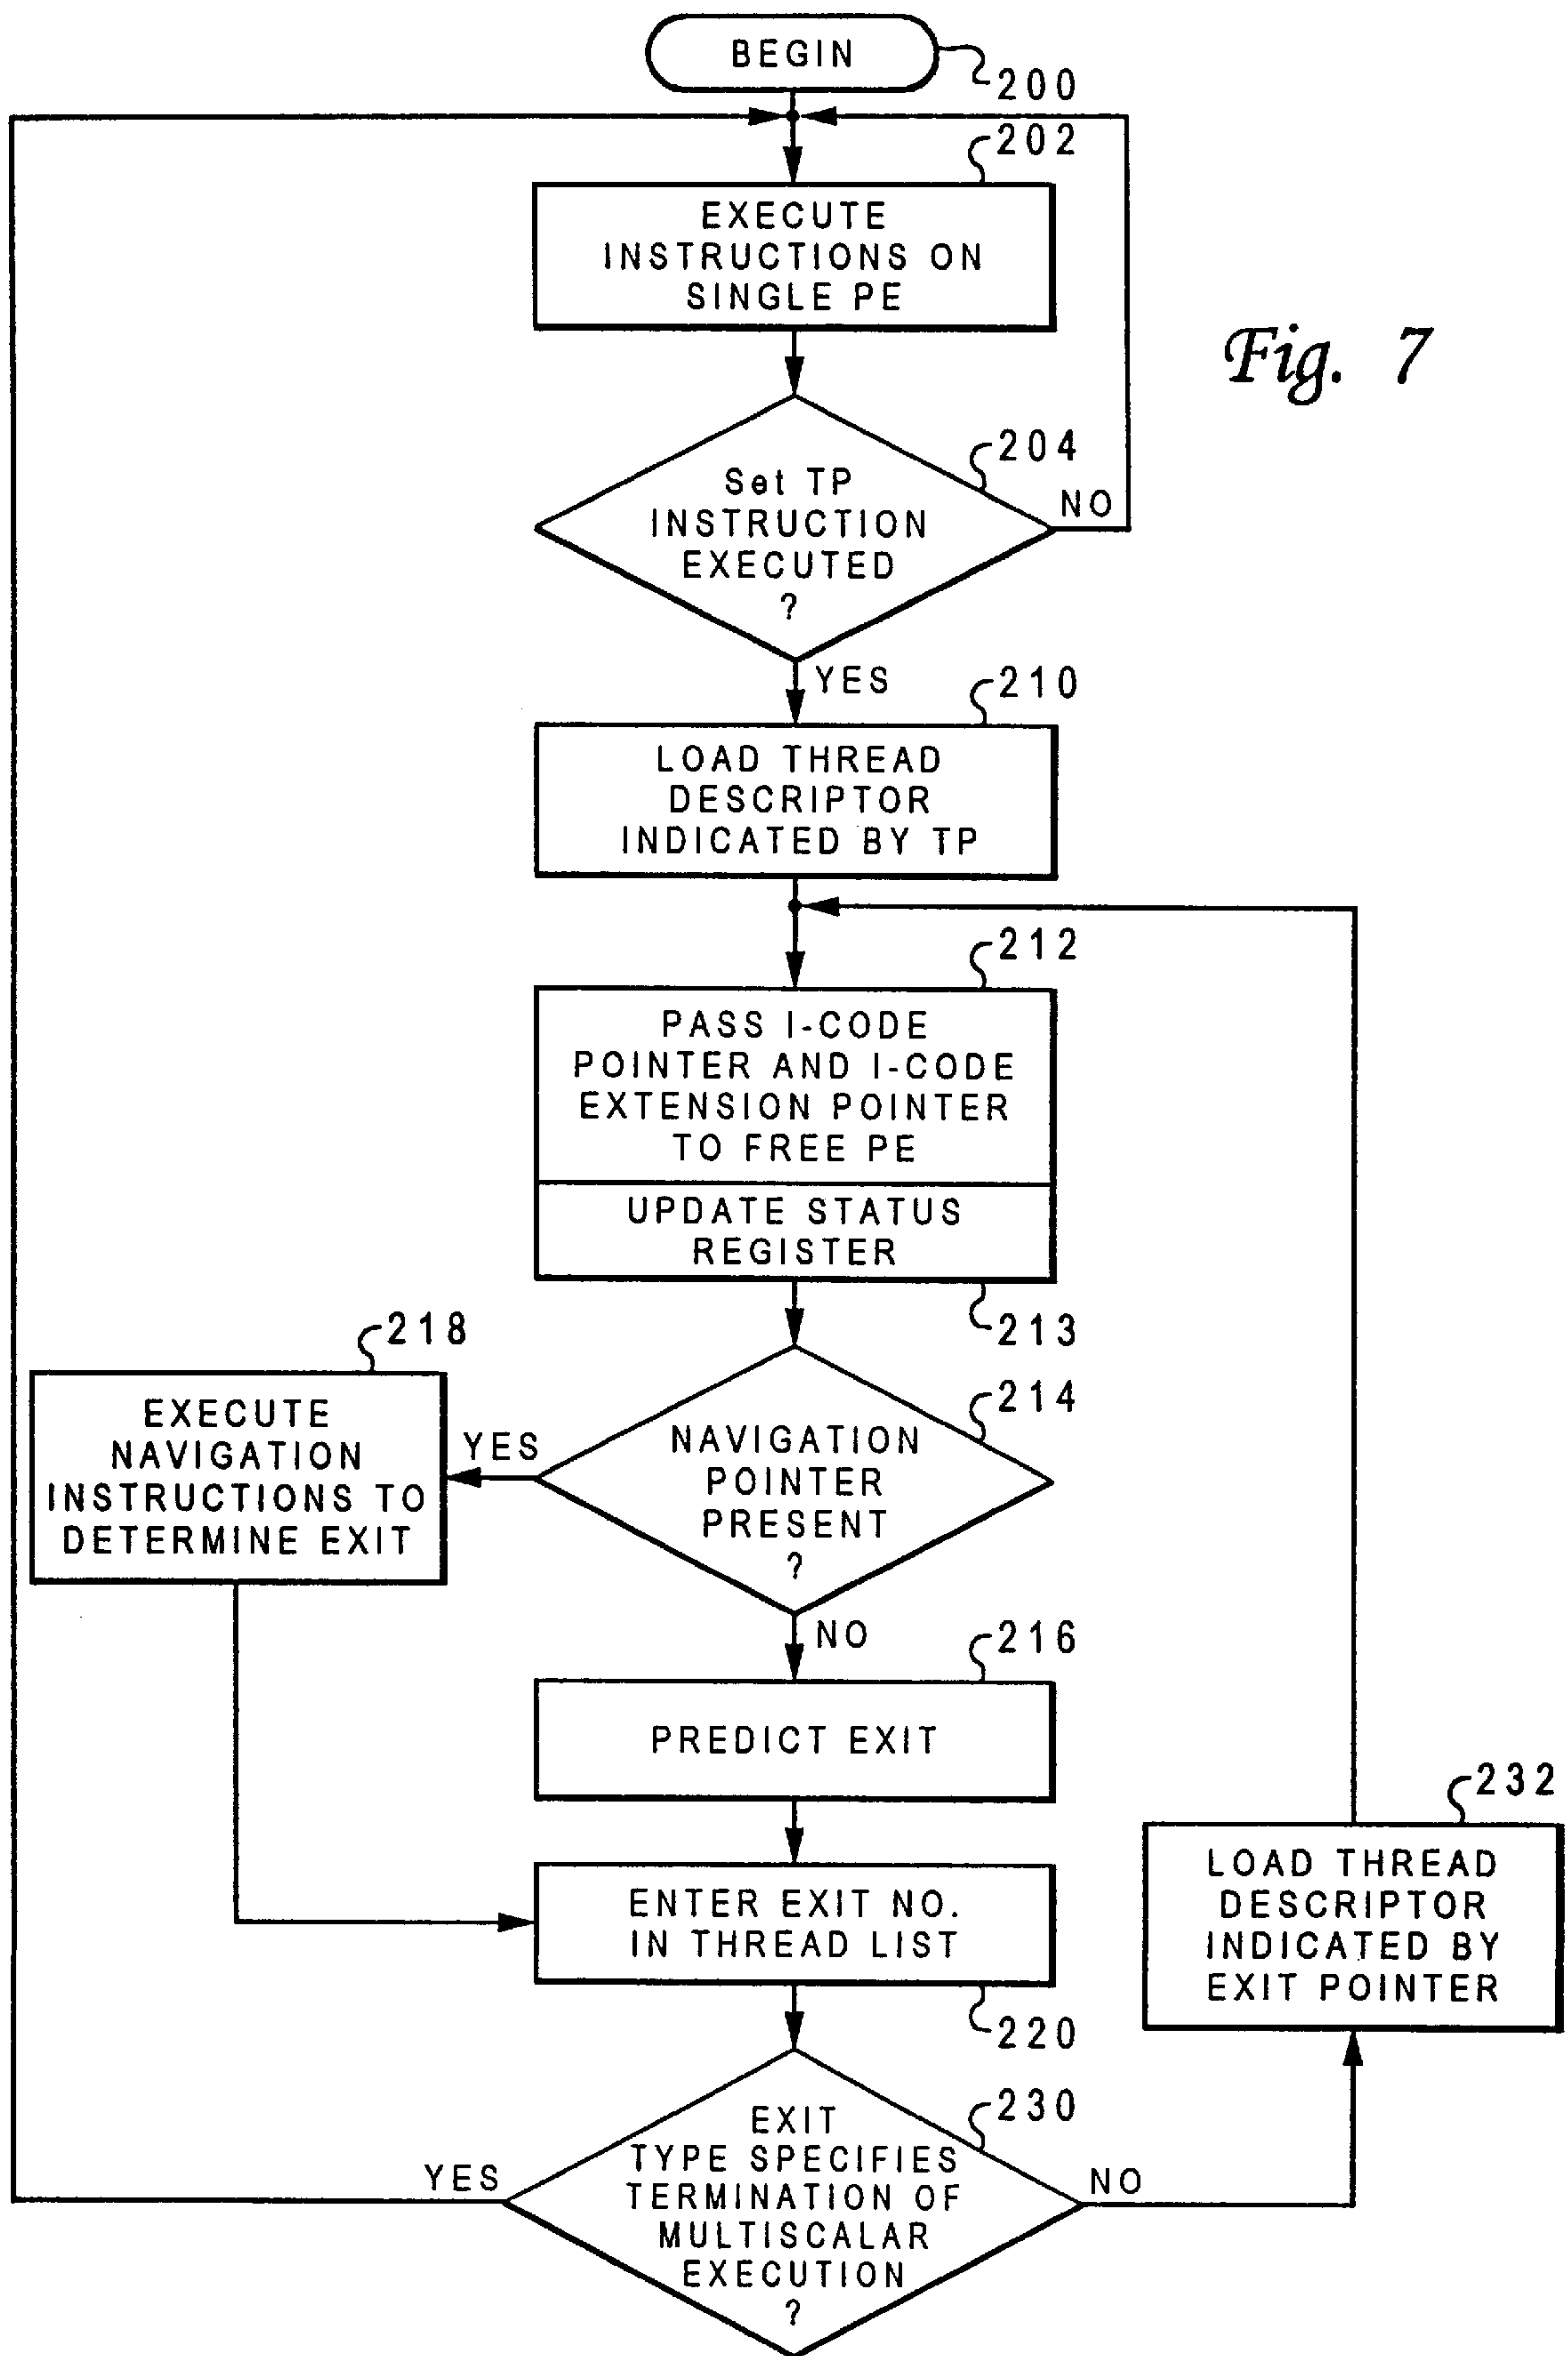 BEGIN
200
202
EXECUTE
INSTRUCTIONS ON
SINGLE PE
Fig. 7
204
Set TP
INSTRUCTION
EXECUTED
?
NO
YES
210
LOAD THREAD
DESCRIPTOR
INDICATED BY TP
212
PASS I-CODE
POINTER AND I-CODE
EXTENSION POINTER
TO FREE PE
UPDATE STATUS
REGISTER
213
218
EXECUTE
NAVIGATION
INSTRUCTIONS TO
DETERMINE EXIT
YES
214
NAVIGATION
POINTER
PRESENT
?
NO
216
PREDICT EXIT
232
LOAD THREAD
DESCRIPTOR
INDICATED BY
EXIT POINTER
ENTER EXIT NO.
IN THREAD LIST
220
230
EXIT
TYPE SPECIFIES
TERMINATION OF
MULTISCALAR
EXECUTION
?
YES
NO